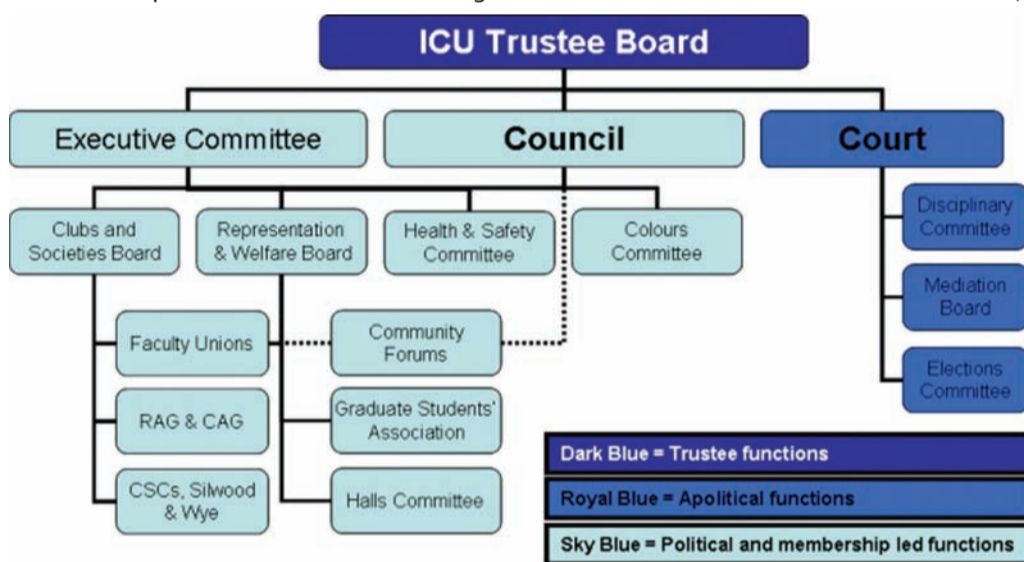 ICU Trustee Board
Executive Committee
Council
Court
Clubs and
Societies Board
Representation
& Welfare Board
Health & Safety
Committee
Colours
Committee
Disciplinary
Committee
Mediation
Board
Elections
Committee
Faculty Unions
Community
Forums
RAG & CAG
Graduate Students'
Association
CSCs, Silwood
& Wye
Halls Committee
Dark Blue = Trustee functions
Royal Blue = Apolitical functions
Sky Blue = Political and membership led functions